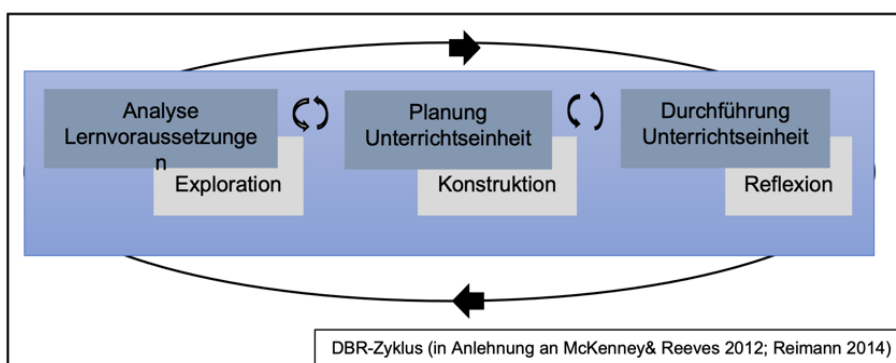 Analyse
Lernvoraussetzunge
n
Exploration
Planung
Unterrichtseinheit
Konstruktion
Durchführung
Unterrichtseinheit
Reflexion
DBR-Zyklus (in Anlehnung an McKenney& Reeves 2012; Reimann 2014)